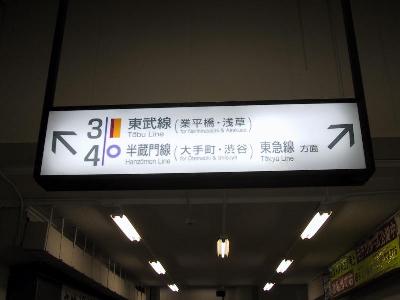 3 東武線(業平橋・浅草)
Tōbu Line for Narihirabashi & Asakusa
4 半蔵門線(大手町・渋谷) 東急線 方面
Hanzōmon Line for Ōtemachi & Shibuya Tōkyū Line